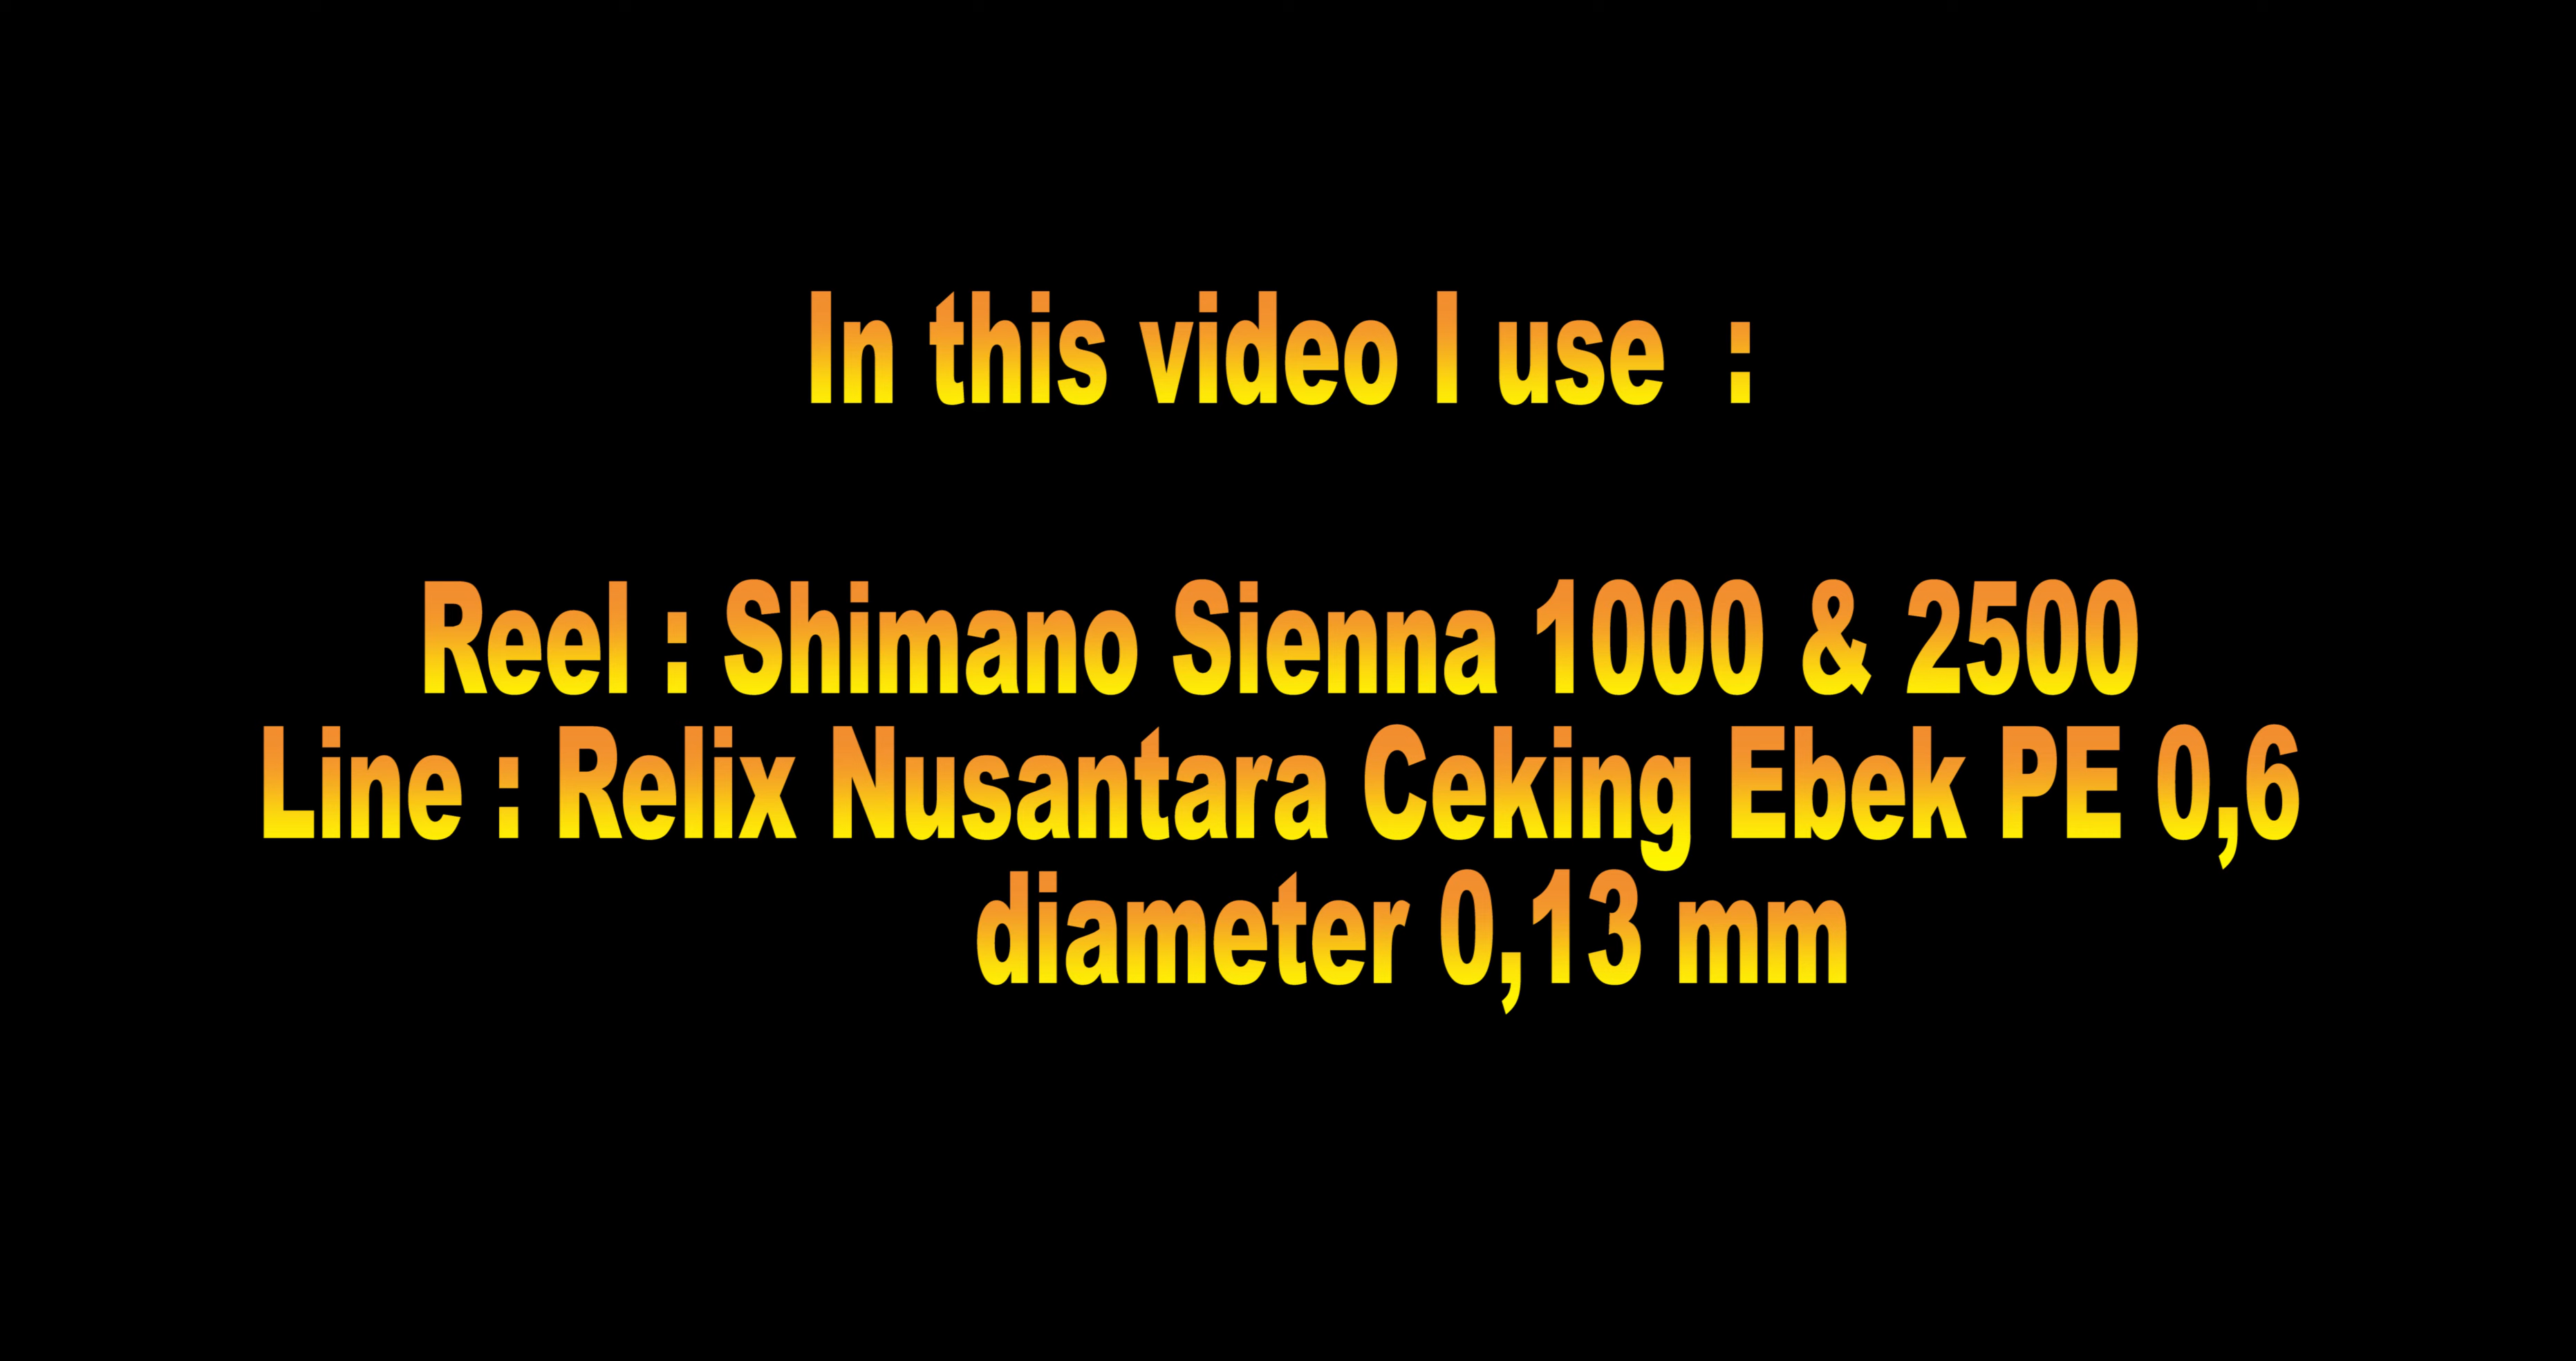 In this video I use :
Reel : Shimano Sienna 1000 & 2500
Line : Relix Nusantara Ceking Ebek PE 0,6
diameter 0,13 mm